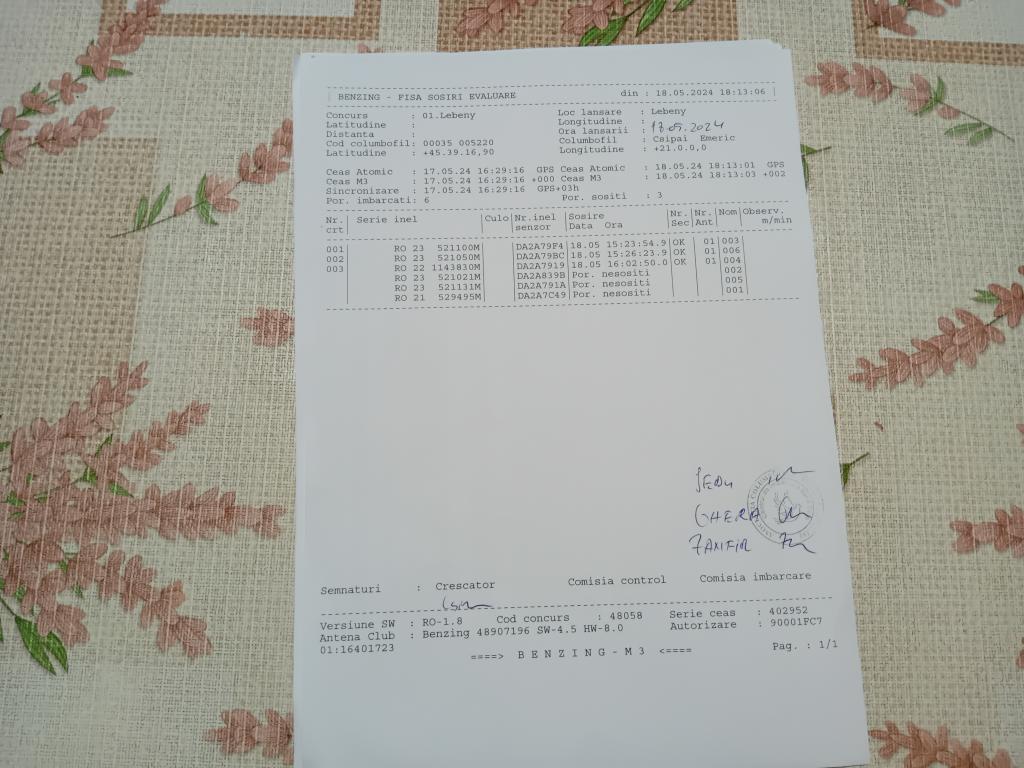 BENZING - FISA SOSIRI EVALUARE din : 18.05.2024 18:13:06
Concurs : 01.Lebeny Loc lansare : Lebeny
Latitudine : Longitudine :
Distanta : Ora lansarii : 18.05.2024
Cod columbofil: 00035 005220 Columbofil : Csipai Emeric
Latitudine : +45.39.16,90 Longitudine : +21.0.0,0
Ceas Atomic : 17.05.24 16:29:16 GPS Ceas Atomic : 18.05.24 18:13:01 GPS
Ceas M3 : 17.05.24 16:29:16 +000 Ceas M3 : 18.05.24 18:13:03 +002
Sincronizare : 17.05.24 16:29:16 GPS+03h
Por. imbarcati: 6 Por. sositi : 3
Nr. | Serie inel |Culo|Nr.inel |Sosire |Nr.|Nr.|Nom|Observ.
crt | | |senzor |Data Ora |Sec|Ant| | m/min
001 RO 23 521100M DA2A79F4 18.05 15:23:54.9 OK 01 003
002 RO 23 521050M DA2A79BC 18.05 15:26:23.9 OK 01 006
003 RO 22 1143830M DA2A7919 18.05 16:02:50.0 OK 01 004
RO 23 521021M DA2A839B Por. nesositi 002
RO 23 521131M DA2A791A Por. nesositi 005
RO 21 529495M DA2A7C49 Por. nesositi 001
GHERA
Semnaturi : Crescator Comisia control Comisia imbarcare
Versiune SW : RO-1.8 Cod concurs : 48058 Serie ceas : 402952
Antena Club : Benzing 48907196 SW-4.5 HW-8.0 Autorizare : 90001FC7
01:16401723
====> B E N Z I N G - M 3 <==== Pag. : 1/1